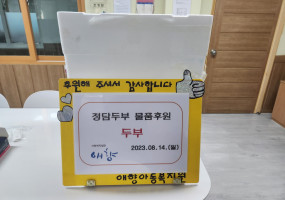 후원해 주셔서 감사합니다
정담두부 물품후원
두부
2023.08.14.(월)
애향아동복지원